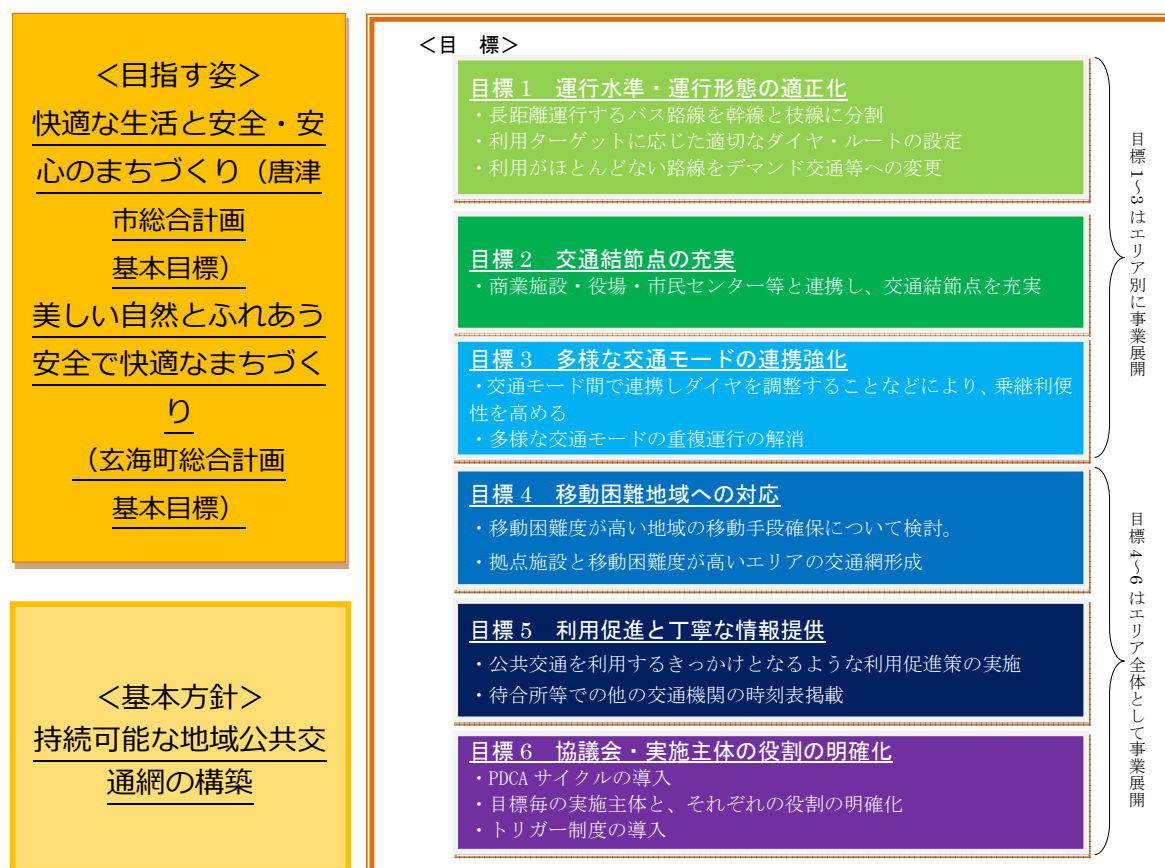 ＜目指す姿＞
快適な生活と安全・安
心のまちづくり（唐津
市総合計画
基本目標）
美しい自然とふれあう
安全で快適なまちづく
り
（玄海町総合計画
基本目標）
＜基本方針＞
持続可能な地域公共交
通網の構築
＜目　標＞
目標 1　運行水準・運行形態の適正化
・長距離運行するバス路線を幹線と枝線に分割
・利用ターゲットに応じた適切なダイヤ・ルートの設定
・利用がほとんどない路線をデマンド交通等への変更
目標 2　交通結節点の充実
・商業施設・役場・市民センター等と連携し、交通結節点を充実
目標 3　多様な交通モードの連携強化
・交通モード間で連携しダイヤを調整することなどにより、乗継利便
性を高める
・多様な交通モードの重複運行の解消
目標 1～3 はエリア別に事業展開
目標 4　移動困難地域への対応
・移動困難度が高い地域の移動手段確保について検討。
・拠点施設と移動困難度が高いエリアの交通網形成
目標 5　利用促進と丁寧な情報提供
・公共交通を利用するきっかけとなるような利用促進策の実施
・待合所等での他の交通機関の時刻表掲載
目標 6　協議会・実施主体の役割の明確化
・PDCA サイクルの導入
・目標毎の実施主体と、それぞれの役割の明確化
・トリガー制度の導入
目標 4～6 はエリア全体として事業展開